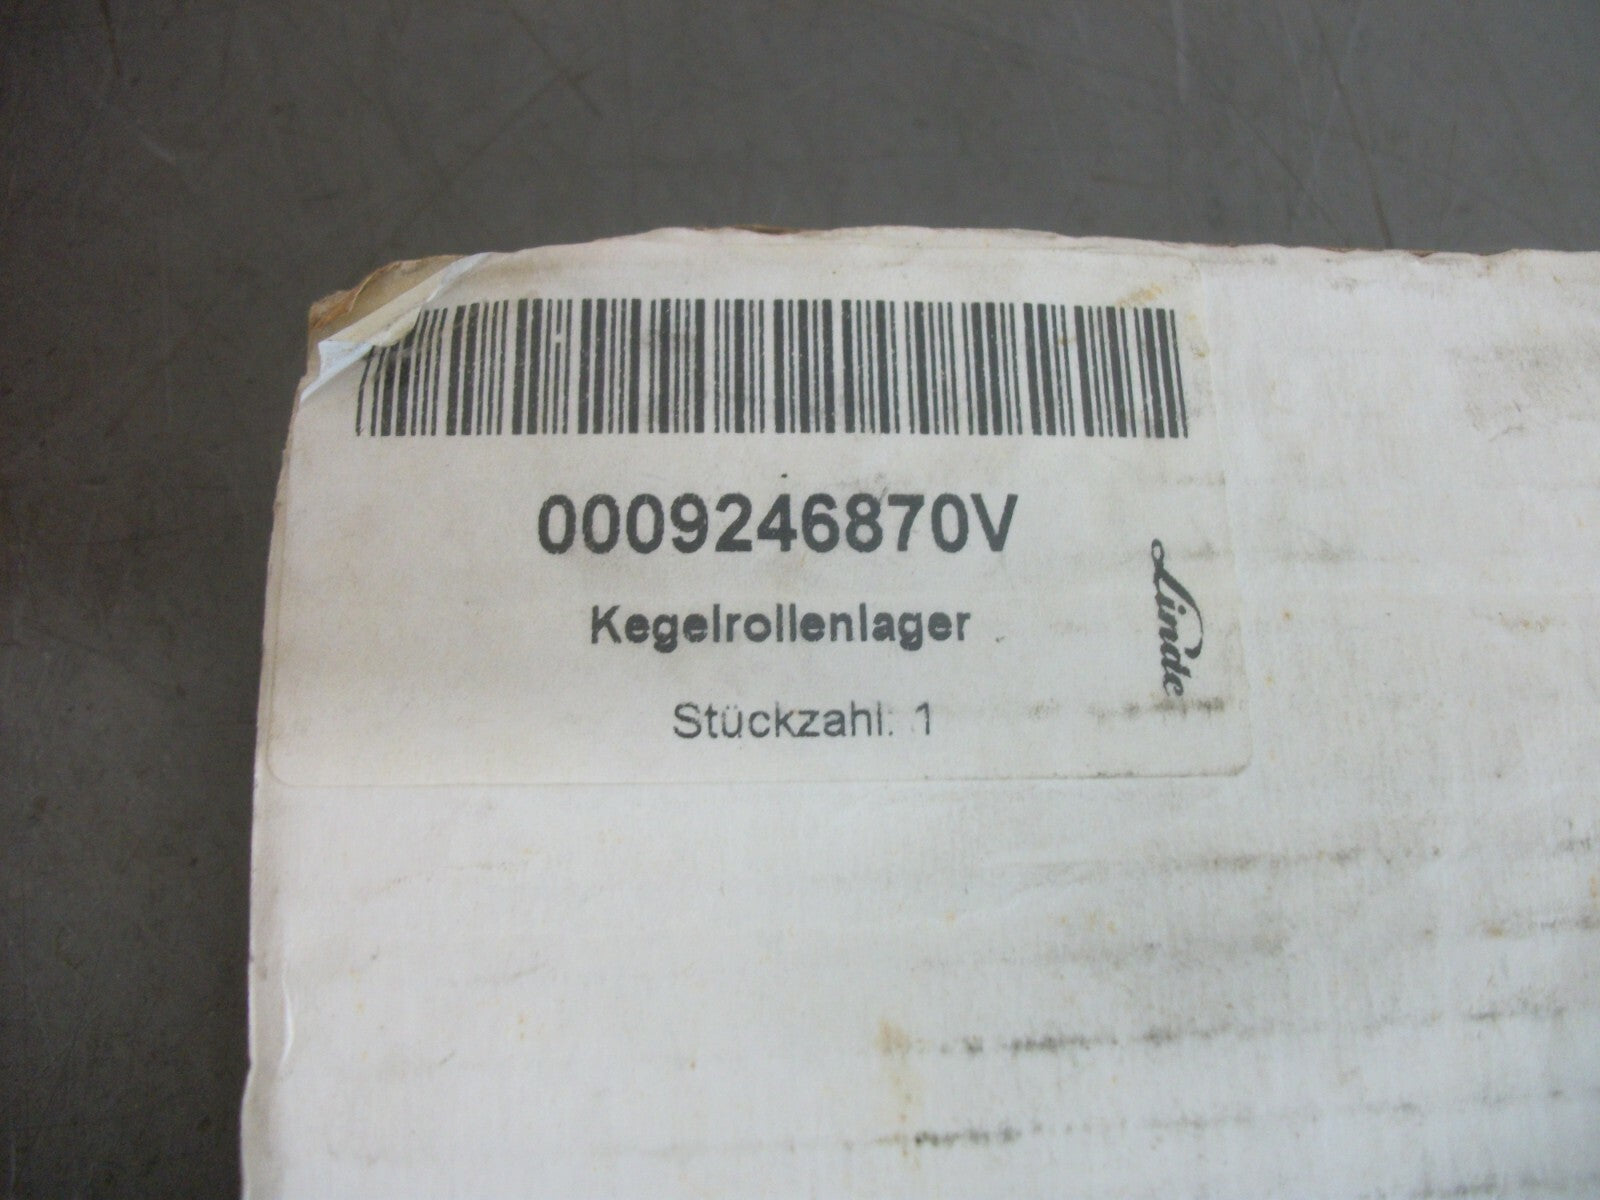 0009246870V
Kegelrollenlager
Stückzahl: 1
Linde